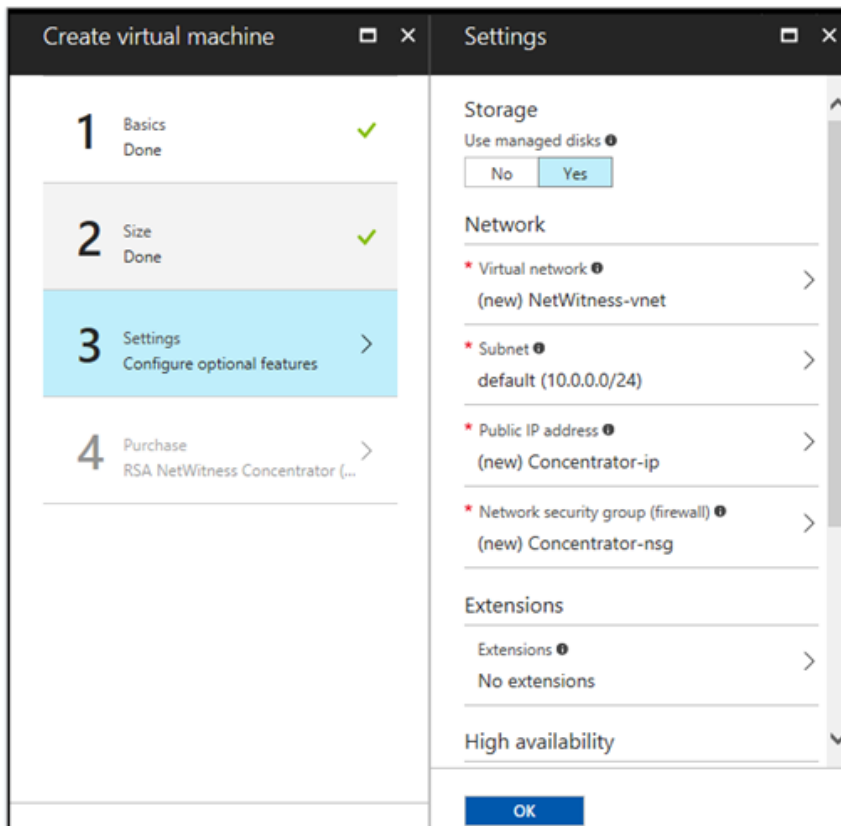 Create virtual machine
1
Basics
Done
2
Size
Done
3
Settings
Configure optional features
4
Purchase
RSA NetWitness Concentrator (...
Settings
Storage
Use managed disks
No Yes
Network
* Virtual network
(new) NetWitness-vnet
* Subnet
default (10.0.0.0/24)
* Public IP address
(new) Concentrator-ip
* Network security group (firewall)
(new) Concentrator-nsg
Extensions
Extensions
No extensions
High availability
OK